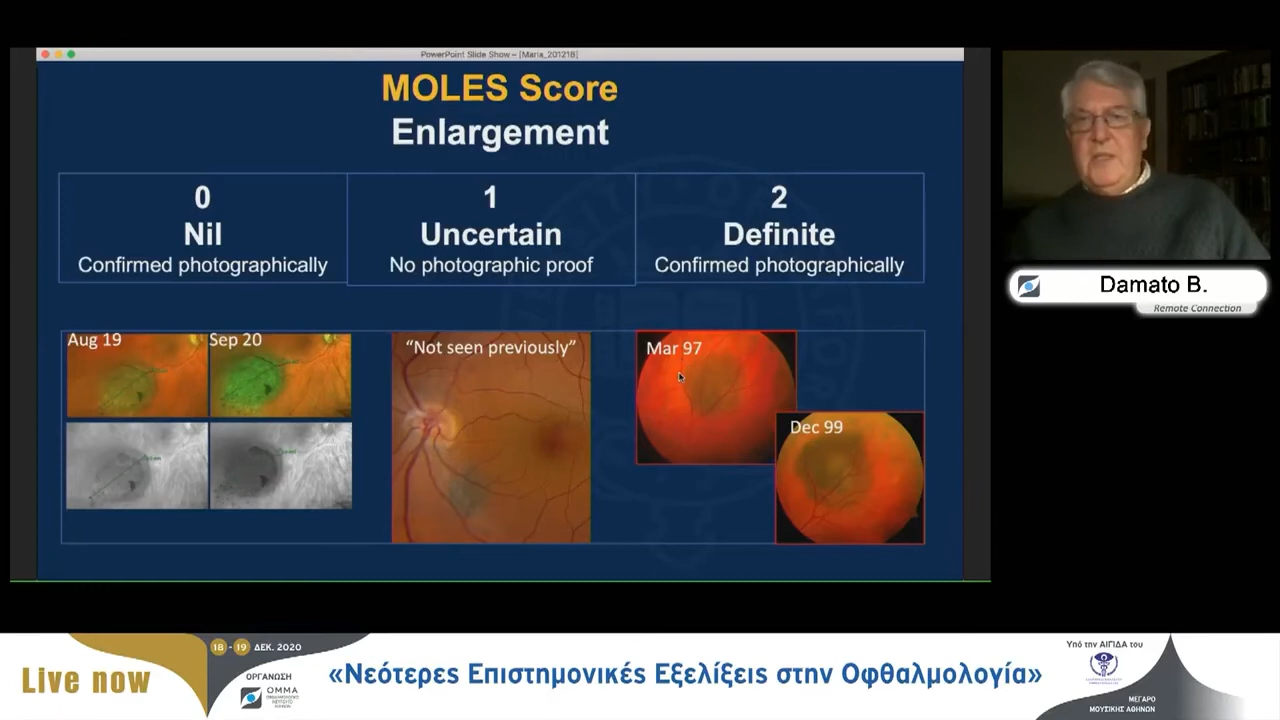 PowerPoint Slide Show - [Maria_201216]
MOLES Score
Enlargement
0
Nil
Confirmed photographically
1
Uncertain
No photographic proof
2
Definite
Confirmed photographically
Aug 19
Sep 20
"Not seen previously"
Mar 97
Dec 99
Damato B.
Remote Connection
Live now
18 - 19 ΔΕΚ. 2020
ΟΡΓΑΝΩΣΗ
ΟΜΜΑ
«Νεότερες Επιστημονικές Εξελίξεις στην Οφθαλμολογία»
Υπό την ΑΙΓΙΔΑ του
ΜΕΓΑΡΟ
ΜΟΥΣΙΚΗΣ ΑΘΗΝΩΝ